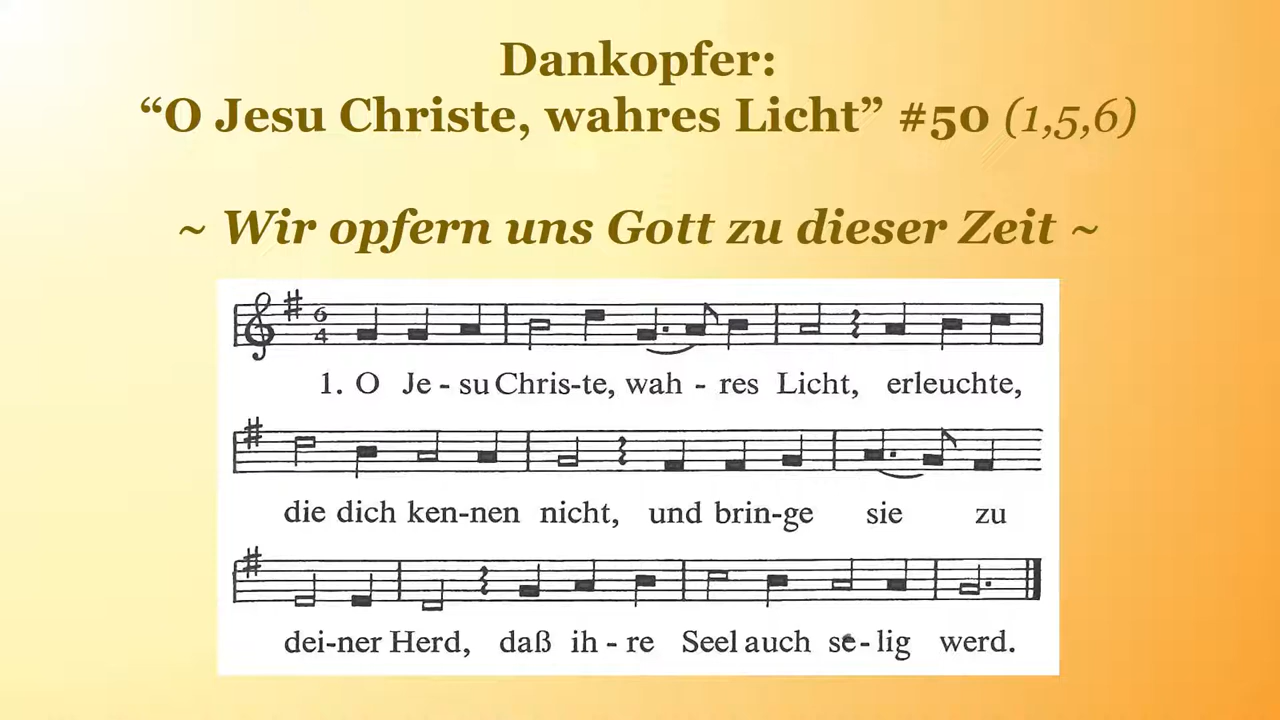 Dankopfer:
“O Jesu Christe, wahres Licht” #50 (1,5,6)
~ Wir opfern uns Gott zu dieser Zeit ~
6
4
1. O Je - su Chris-te, wah - res Licht, erleuchte,
die dich ken-nen nicht, und brin-ge sie zu
dei-ner Herd, daß ih - re Seel auch se-lig werd.